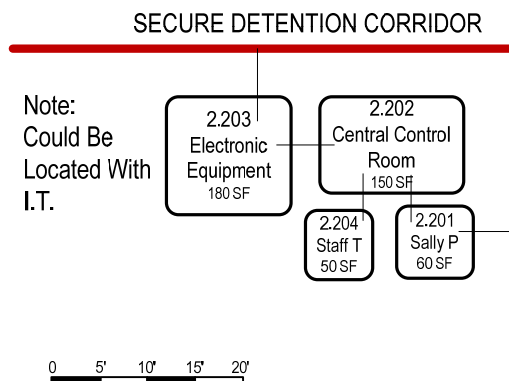 SECURE DETENTION CORRIDOR
Note:
Could Be
Located With
I.T.
2.203
Electronic
Equipment
180 SF
2.202
Central Control
Room
150 SF
2.204
Staff T
50 SF
2.201
Sally P
60 SF
0 5' 10' 15' 20'